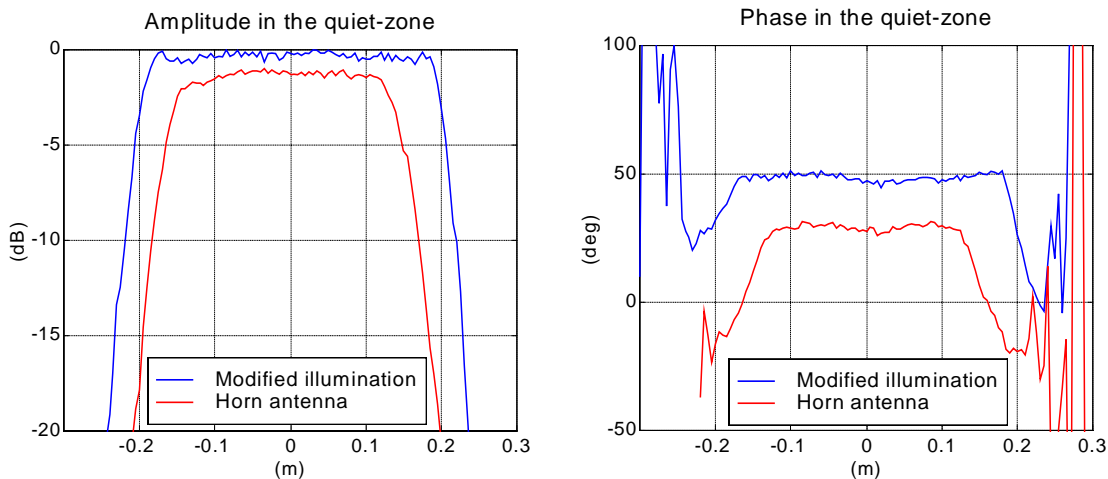 Amplitude in the quiet-zone
0
-5
-10
-15
-20
(dB)
-0.2
-0.1
0
0.1
0.2
0.3
(m)
Modified illumination
Horn antenna
Phase in the quiet-zone
100
50
0
-50
(deg)
-0.2
-0.1
0
0.1
0.2
0.3
(m)
Modified illumination
Horn antenna